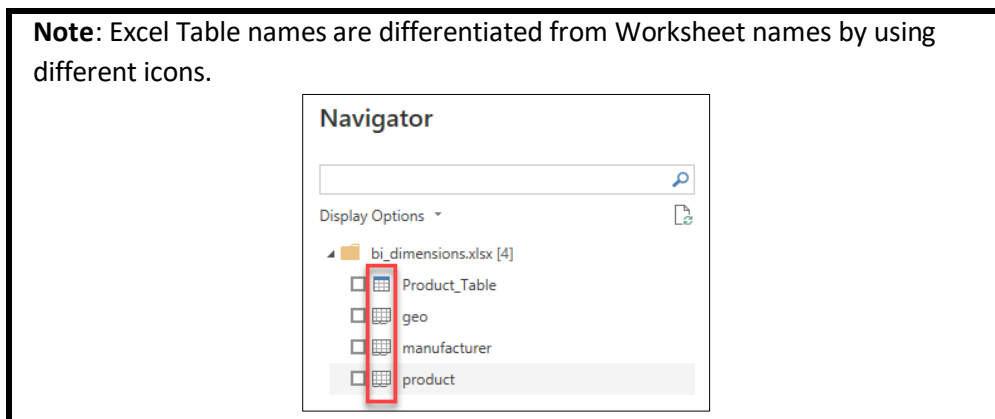 Note: Excel Table names are differentiated from Worksheet names by using
different icons.
Navigator
Display Options
bi_dimensions.xlsx [4]
Product_Table
geo
manufacturer
product